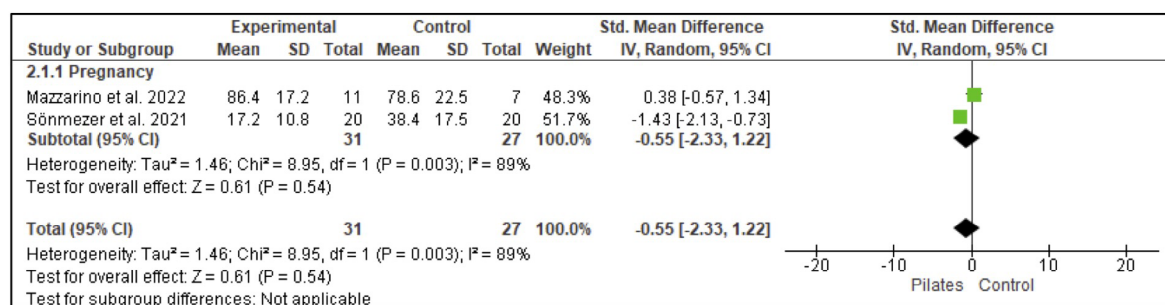 Experimental Control Std. Mean Difference Std. Mean Difference
Study or Subgroup Mean SD Total Mean SD Total Weight IV, Random, 95% CI IV, Random, 95% CI
2.1.1 Pregnancy
Mazzarino et al. 2022 86.4 17.2 11 78.6 22.5 7 48.3% 0.38 [-0.57, 1.34]
Sönmezer et al. 2021 17.2 10.8 20 38.4 17.5 20 51.7% -1.43 [-2.13, -0.73]
Subtotal (95% CI) 31 27 100.0% -0.55 [-2.33, 1.22]
Heterogeneity: Tau² = 1.46; Chi² = 8.95, df = 1 (P = 0.003); I² = 89%
Test for overall effect: Z = 0.61 (P = 0.54)
Total (95% CI) 31 27 100.0% -0.55 [-2.33, 1.22]
Heterogeneity: Tau² = 1.46; Chi² = 8.95, df = 1 (P = 0.003); I² = 89%
Test for overall effect: Z = 0.61 (P = 0.54)
Test for subgroup differences: Not applicable
-20 -10 0 10 20
Pilates Control